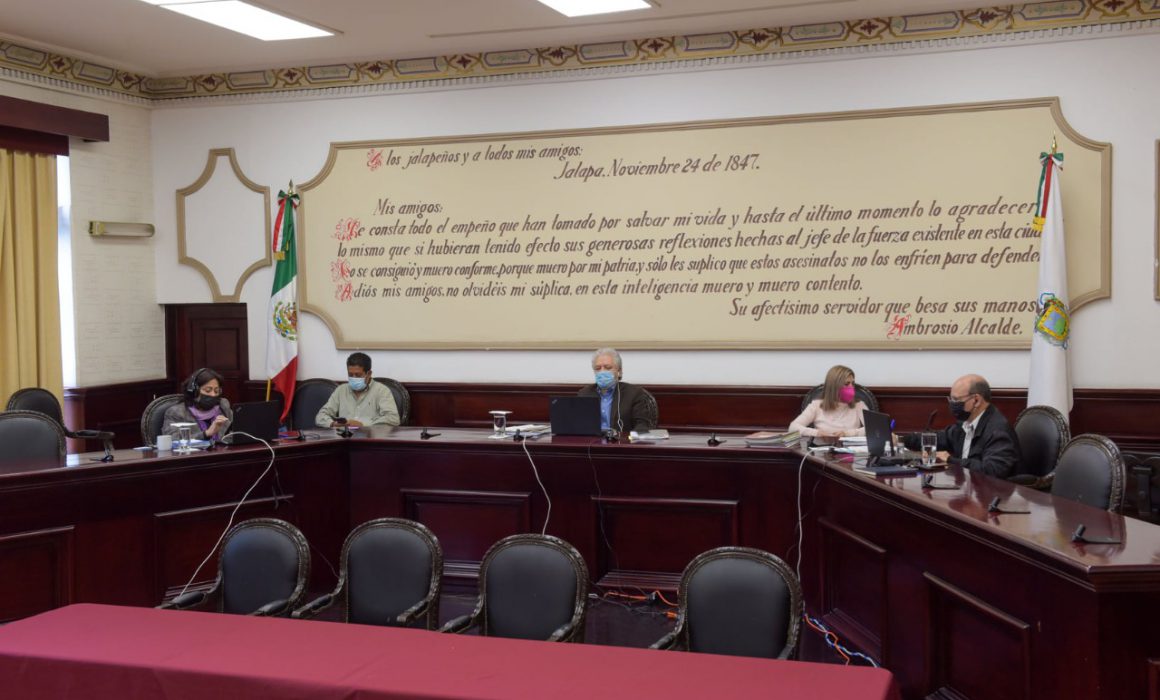 A los jalapeños y a todos mis amigos:
Jalapa, Noviembre 24 de 1847.
Mis amigos:
Me consta todo el empeño que han tomado por salvar mi vida y hasta el último momento lo agradecer
lo mismo que si hubieran tenido efecto sus generosas reflexiones hechas al jefe de la fuerza existente en esta ciu
No se consiguió y muero conforme, porque muero por mi patria, y sólo les suplico que estos asesinatos no los enfríen para defende
Adiós mis amigos, no olvidéis mi súplica, en esta inteligencia muero y muero contento.
Su afectísimo servidor que besa sus manos,
Ambrosio Alcalde.